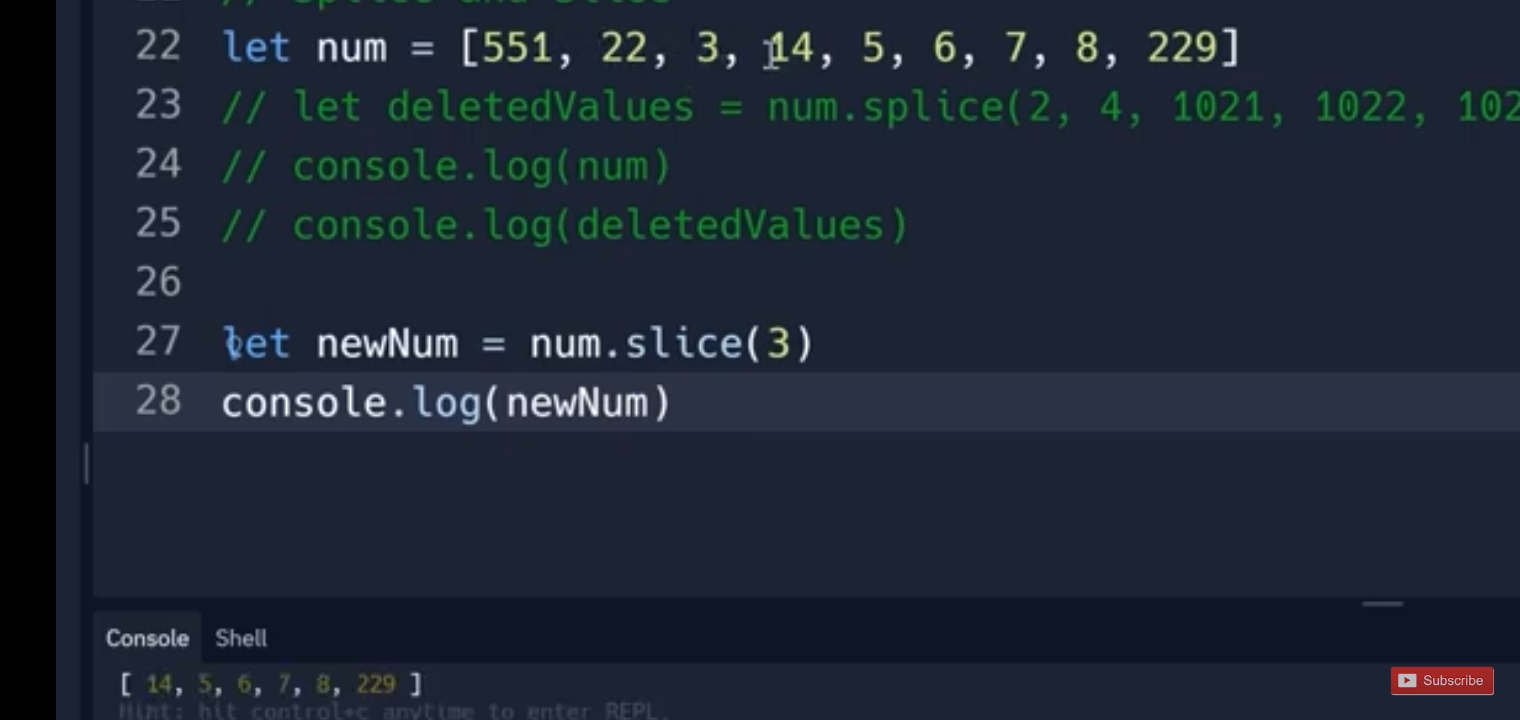 // Splice and Slice
22 let num = [551, 22, 3, 14, 5, 6, 7, 8, 229]
23 // let deletedValues = num.splice(2, 4, 1021, 1022, 102
24 // console.log(num)
25 // console.log(deletedValues)
26
27 let newNum = num.slice(3)
28 console.log(newNum)
Console Shell
[ 14, 5, 6, 7, 8, 229 ]
Hint: hit control+c anytime to enter REPL.
Subscribe